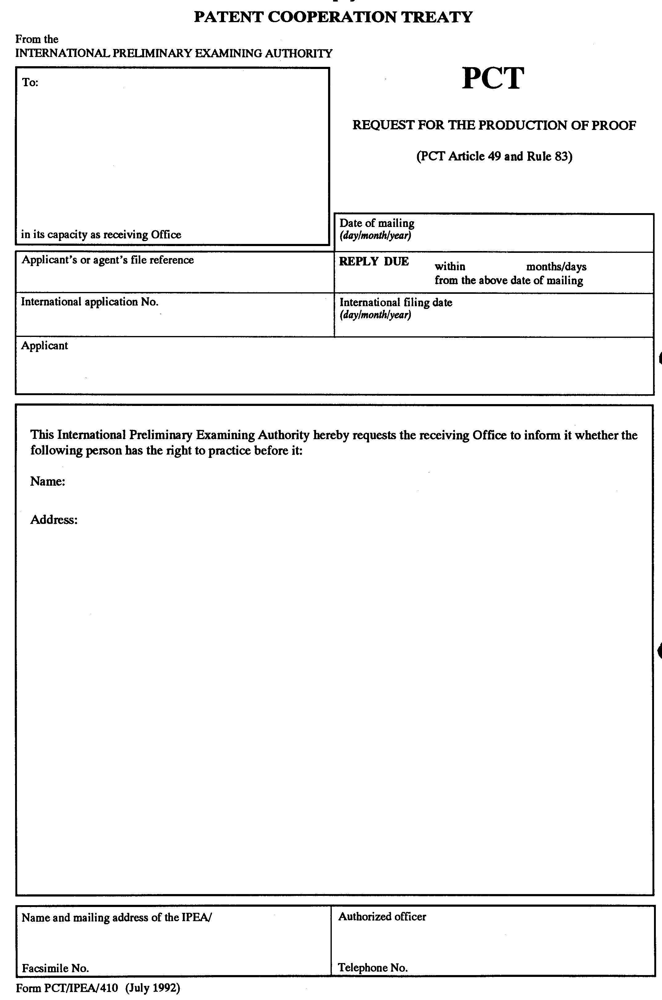 PATENT COOPERATION TREATY
From the
INTERNATIONAL PRELIMINARY EXAMINING AUTHORITY
To:
in its capacity as receiving Office
PCT
REQUEST FOR THE PRODUCTION OF PROOF
(PCT Article 49 and Rule 83)
Date of mailing
(day/month/year)
Applicant's or agent's file reference
REPLY DUE within months/days
from the above date of mailing
International application No.
International filing date
(day/month/year)
Applicant
This International Preliminary Examining Authority hereby requests the receiving Office to inform it whether the
following person has the right to practice before it:
Name:
Address:
Name and mailing address of the IPEA/
Facsimile No.
Authorized officer
Telephone No.
Form PCT/IPEA/410 (July 1992)